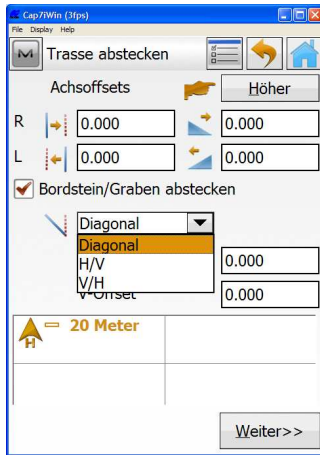 Cap7iWin (3fps)
File Display Help
M Trasse abstecken
Achsoffsets
Höher
R 0.000 0.000
L 0.000 0.000
Bordstein/Graben abstecken
Diagonal
Diagonal
H/V 0.000
V/H
V-Offset 0.000
20 Meter
H
Weiter>>